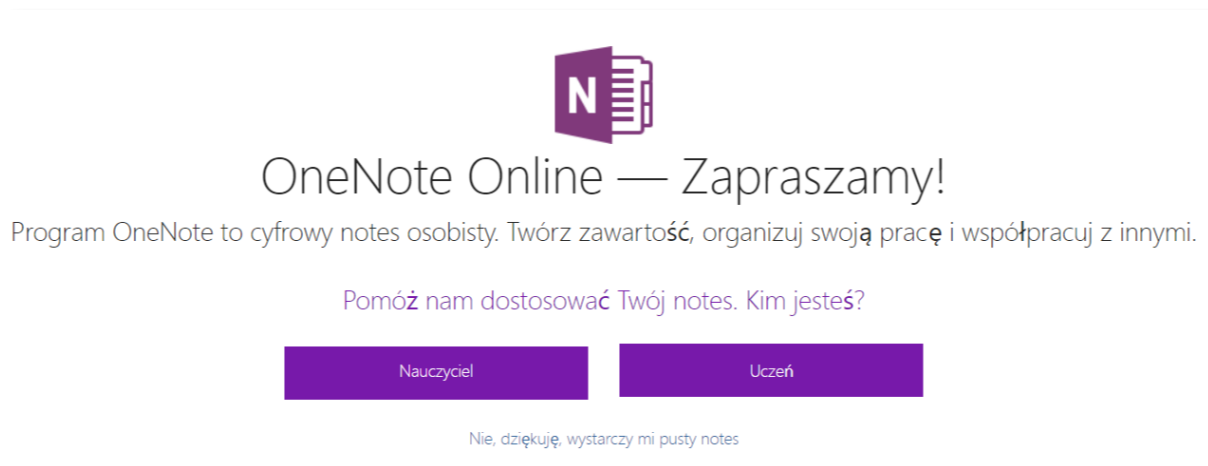 N
OneNote Online — Zapraszamy!
Program OneNote to cyfrowy notes osobisty. Twórz zawartość, organizuj swoją pracę i współpracuj z innymi.
Pomóż nam dostosować Twój notes. Kim jesteś?
Nauczyciel
Uczeń
Nie, dziękuję, wystarczy mi pusty notes